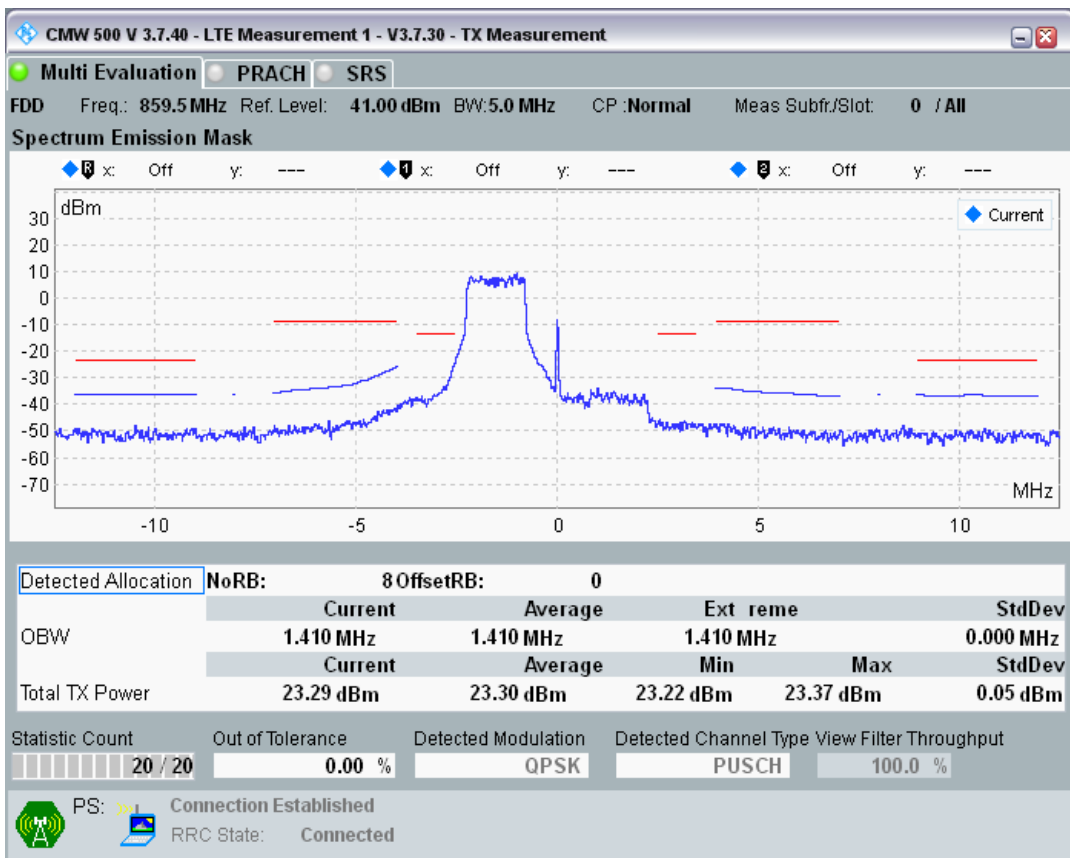 CMW 500 V 3.7.40 - LTE Measurement 1 - V3.7.30 - TX Measurement
Multi Evaluation PRACH SRS
FDD Freq.: 859.5 MHz Ref. Level: 41.00 dBm BW:5.0 MHz CP :Normal Meas Subfr./Slot: 0 / All
Spectrum Emission Mask
R x: Off y: --- 1 x: Off y: --- 2 x: Off y: ---
dBm
Current
30
20
10
0
-10
-20
-30
-40
-50
-60
-70
MHz
-10 -5 0 5 10
Detected Allocation NoRB: 8 OffsetRB: 0
Current Average Ext reme StdDev
OBW 1.410 MHz 1.410 MHz 1.410 MHz 0.000 MHz
Current Average Min Max StdDev
Total TX Power 23.29 dBm 23.30 dBm 23.22 dBm 23.37 dBm 0.05 dBm
Statistic Count Out of Tolerance Detected Modulation Detected Channel Type View Filter Throughput
20 / 20 0.00 % QPSK PUSCH 100.0 %
PS: Connection Established
RRC State: Connected